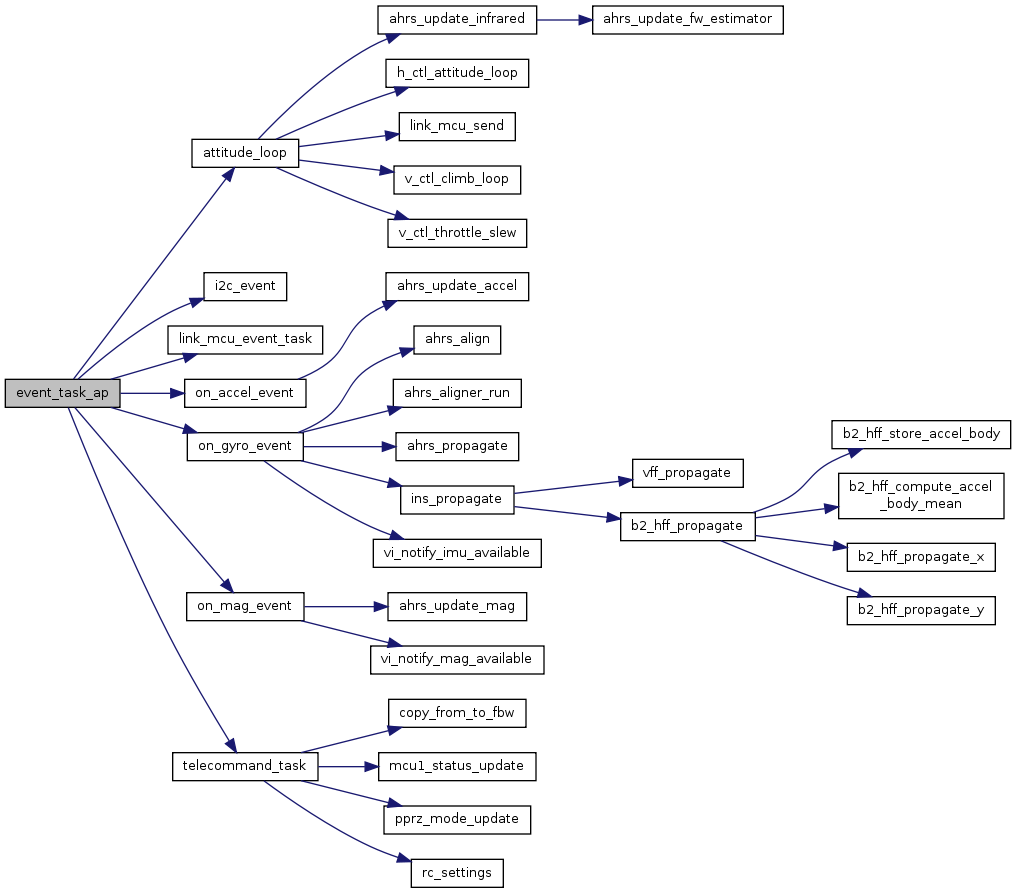 ahrs_update_infrared
ahrs_update_fw_estimator
h_ctl_attitude_loop
link_mcu_send
attitude_loop
v_ctl_climb_loop
v_ctl_throttle_slew
i2c_event
ahrs_update_accel
link_mcu_event_task
ahrs_align
event_task_ap
on_accel_event
ahrs_aligner_run
b2_hff_store_accel_body
on_gyro_event
ahrs_propagate
vff_propagate
b2_hff_compute_accel
_body_mean
ins_propagate
b2_hff_propagate
vi_notify_imu_available
b2_hff_propagate_x
on_mag_event
ahrs_update_mag
b2_hff_propagate_y
vi_notify_mag_available
copy_from_to_fbw
telecommand_task
mcu1_status_update
pprz_mode_update
rc_settings